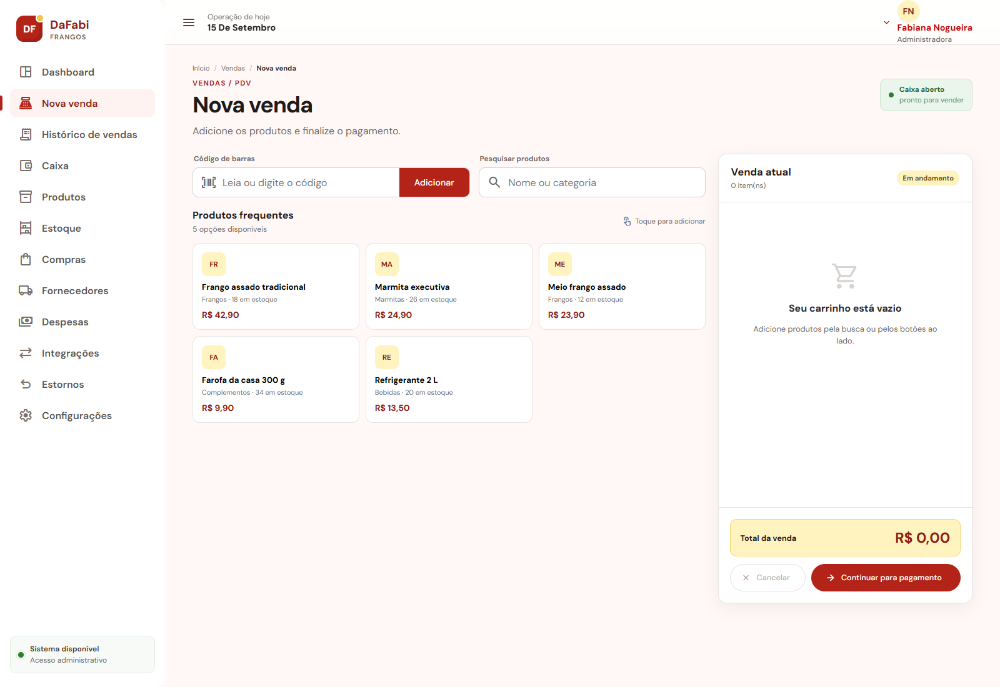 DF
DaFabi
FRANGOS
Dashboard
Nova venda
Histórico de vendas
Caixa
Produtos
Estoque
Compras
Fornecedores
Despesas
Integrações
Estornos
Configurações
Sistema disponível
Acesso administrativo
Operação de hoje
15 De Setembro
FN
Fabiana Nogueira
Administradora
Início / Vendas / Nova venda
VENDAS / PDV
Nova venda
Adicione os produtos e finalize o pagamento.
Caixa aberto
pronto para vender
Código de barras
Leia ou digite o código
Adicionar
Pesquisar produtos
Nome ou categoria
Produtos frequentes
5 opções disponíveis
Toque para adicionar
FR
Frango assado tradicional
Frangos · 18 em estoque
R$ 42,90
MA
Marmita executiva
Marmitas · 26 em estoque
R$ 24,90
ME
Meio frango assado
Frangos · 12 em estoque
R$ 23,90
FA
Farofa da casa 300 g
Complementos · 34 em estoque
R$ 9,90
RE
Refrigerante 2 L
Bebidas · 20 em estoque
R$ 13,50
Venda atual
0 item(ns)
Em andamento
Seu carrinho está vazio
Adicione produtos pela busca ou pelos botões ao
lado.
Total da venda
R$ 0,00
Cancelar
Continuar para pagamento